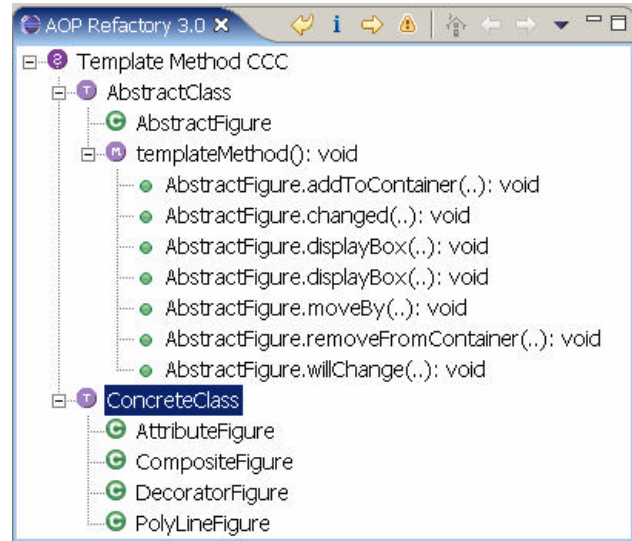 AOP Refactory 3.0
Template Method CCC
AbstractClass
AbstractFigure
templateMethod(): void
AbstractFigure.addToContainer(..): void
AbstractFigure.changed(..): void
AbstractFigure.displayBox(..): void
AbstractFigure.displayBox(..): void
AbstractFigure.moveBy(..): void
AbstractFigure.removeFromContainer(..): void
AbstractFigure.willChange(..): void
ConcreteClass
AttributeFigure
CompositeFigure
DecoratorFigure
PolyLineFigure